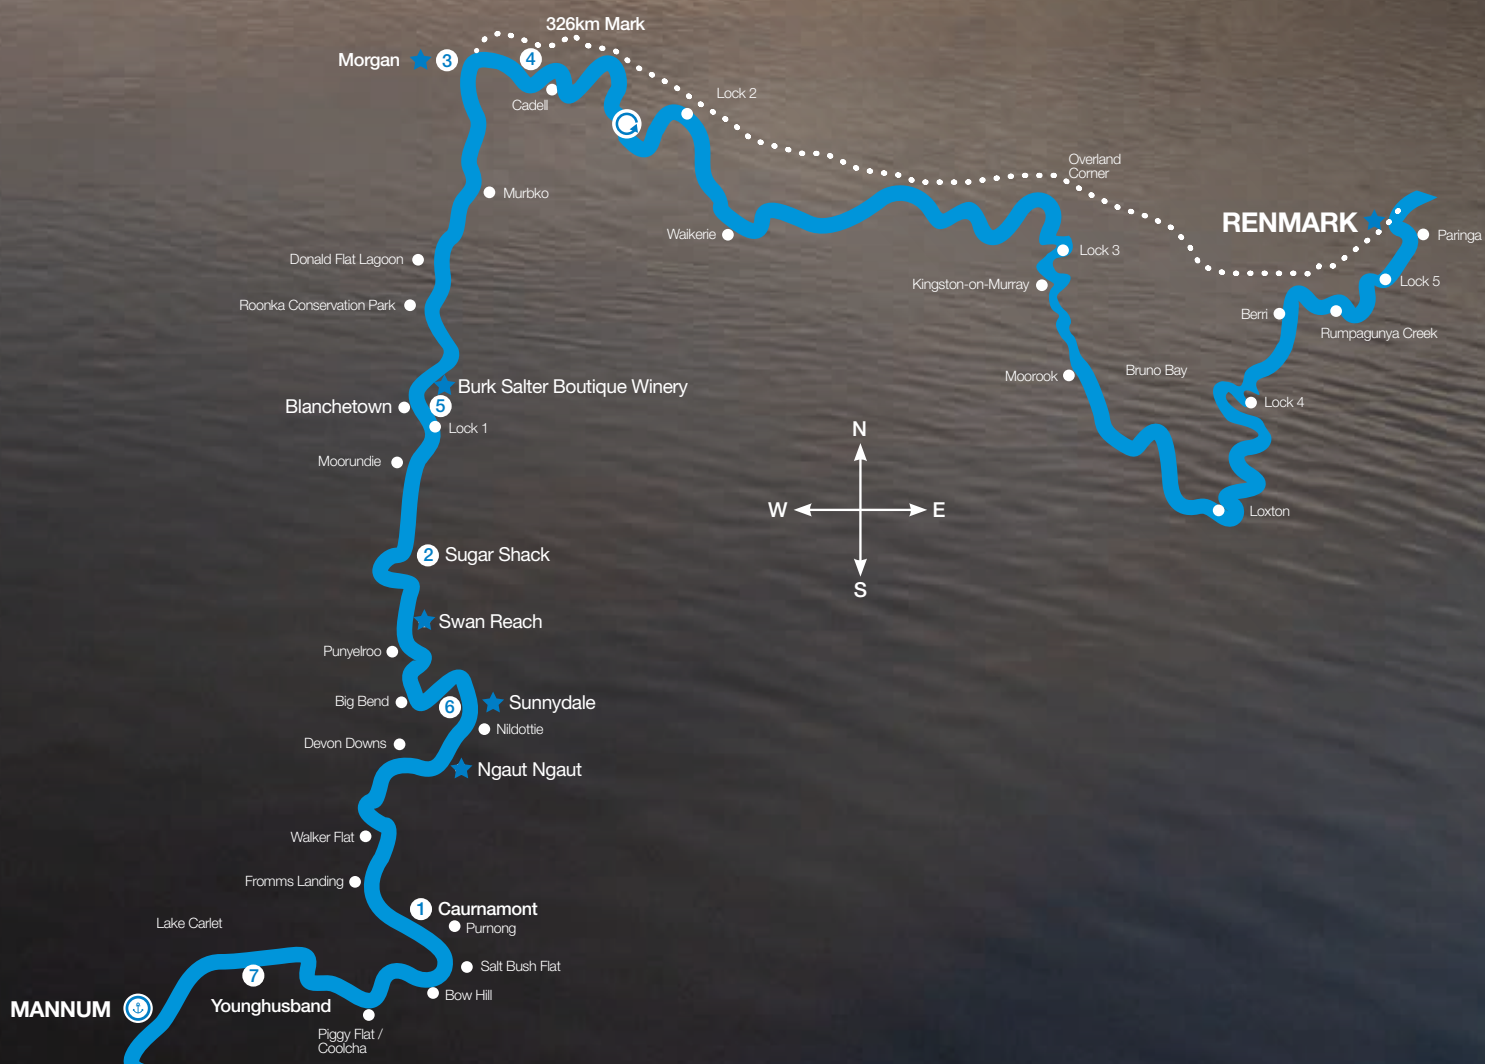 326km Mark
Morgan
3
4
Cadell
Lock 2
Overland
Corner
Murbko
RENMARK
Paringa
Waikerie
Lock 3
Donald Flat Lagoon
Kingston-on-Murray
Lock 5
Roonka Conservation Park
Berri
Rumpagunya Creek
Moorook
Bruno Bay
Burk Salter Boutique Winery
Blanchetown
5
Lock 4
Lock 1
N
Moorundie
W
E
Loxton
2
Sugar Shack
S
Swan Reach
Punyelroo
Big Bend
6
Sunnydale
Nildottie
Devon Downs
Ngaut Ngaut
Walker Flat
Fromms Landing
1
Caurnamont
Lake Carlet
Purnong
Salt Bush Flat
7
Bow Hill
MANNUM
Younghusband
Piggy Flat /
Coolcha